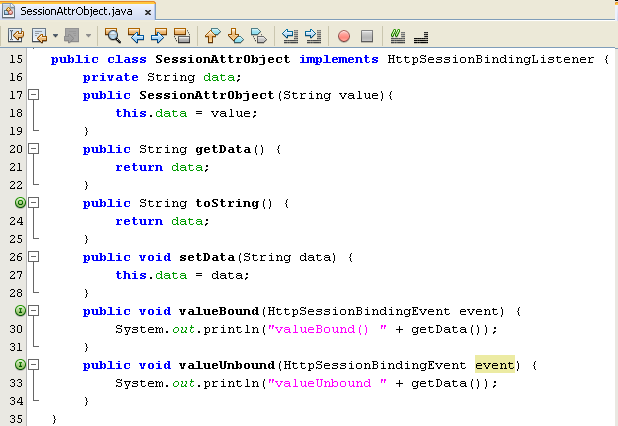 SessionAttrObject.java x
15 public class SessionAttrObject implements HttpSessionBindingListener {
16 private String data;
17 public SessionAttrObject(String value){
18 this.data = value;
19 }
20 public String getData() {
21 return data;
22 }
public String toString() {
24 return data;
25 }
26 public void setData(String data) {
27 this.data = data;
28 }
public void valueBound(HttpSessionBindingEvent event) {
30 System.out.println("valueBound() " + getData());
31 }
public void valueUnbound(HttpSessionBindingEvent event) {
33 System.out.println("valueUnbound " + getData());
34 }
35 }